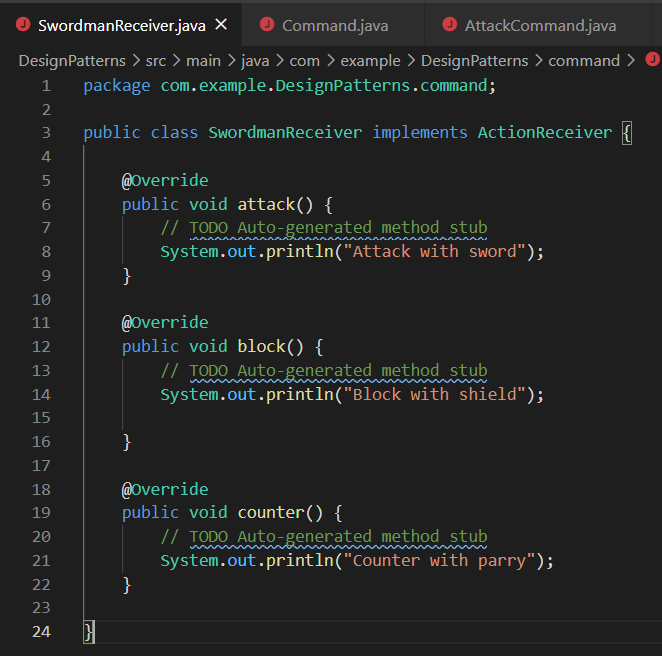 SwordmanReceiver.java Command.java AttackCommand.java
DesignPatterns > src > main > java > com > example > DesignPatterns > command >
1 package com.example.DesignPatterns.command;
2
3 public class SwordmanReceiver implements ActionReceiver {
4
5 @Override
6 public void attack() {
7 // TODO Auto-generated method stub
8 System.out.println("Attack with sword");
9 }
10
11 @Override
12 public void block() {
13 // TODO Auto-generated method stub
14 System.out.println("Block with shield");
15
16 }
17
18 @Override
19 public void counter() {
20 // TODO Auto-generated method stub
21 System.out.println("Counter with parry");
22 }
23
24 }